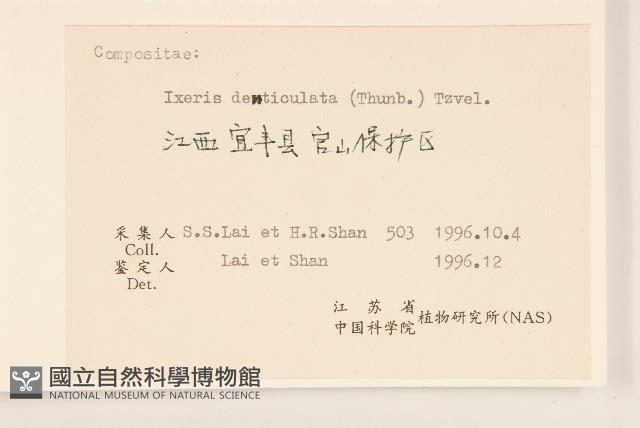 Compositae:
Ixeris denticulata (Thunb.) Tzvel.
江西宜丰县官山保护区
采集人 S.S.Lai et H.R.Shan 503 1996.10.4
Coll.
鉴定人 Lai et Shan 1996.12
Det.
江苏省
中国科学院 植物研究所(NAS)
國立自然科學博物館
NATIONAL MUSEUM OF NATURAL SCIENCE